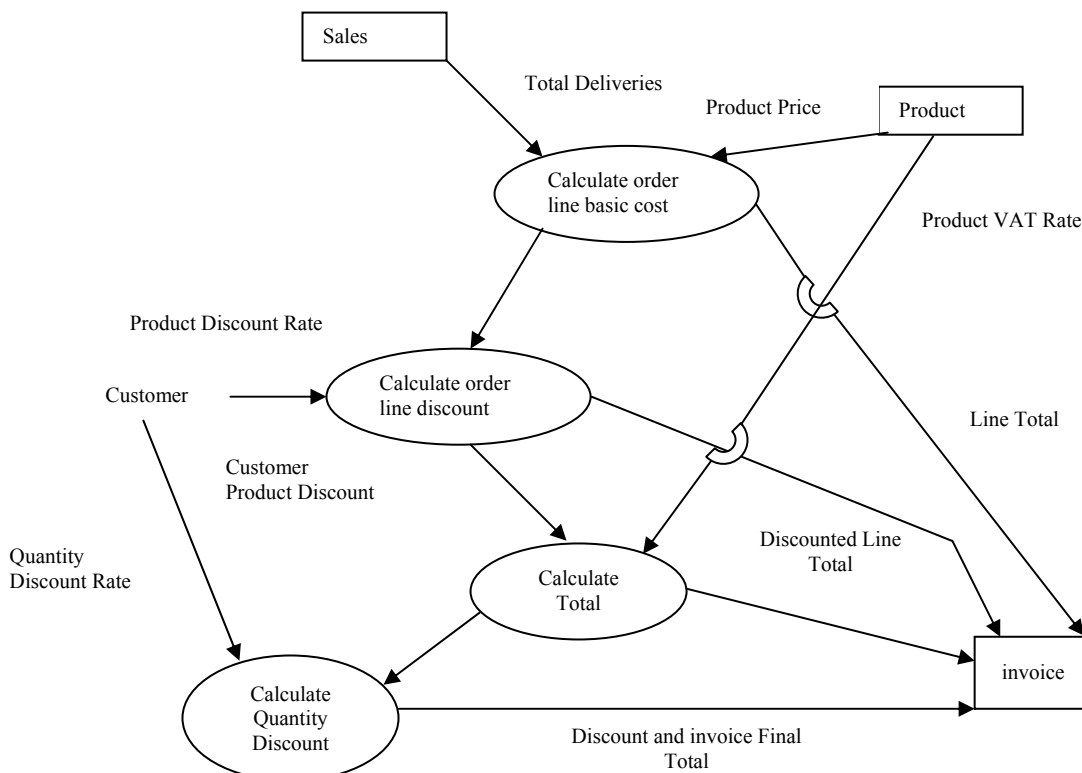 Sales
Total Deliveries
Product Price
Product
Calculate order
line basic cost
Product VAT Rate
Product Discount Rate
Customer
Calculate order
line discount
Line Total
Customer
Product Discount
Quantity
Discount Rate
Discounted Line
Total
Calculate
Total
invoice
Calculate
Quantity
Discount
Discount and invoice Final
Total